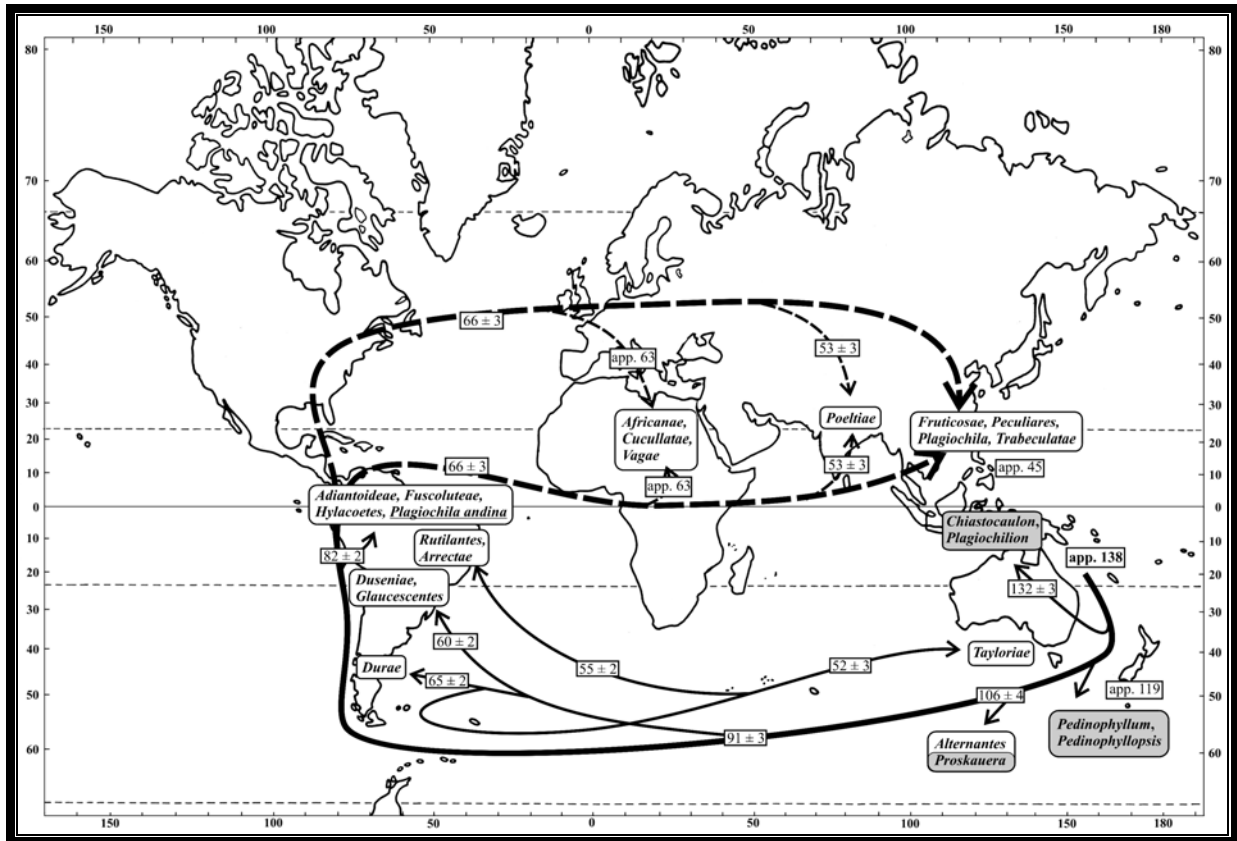 150 100 50 0 50 100 150 180
80 80
70 70
60 60
50 50
66 ± 3
app. 63
53 ± 3
40 40
30 30
Africanae,
Cucullatae,
Vagae
Poeltiae
Fruticosae, Peculiares,
Plagiochila, Trabeculatae
20 20
66 ± 3
53 ± 3
app. 45
10 10
app. 63
Adiantoideae, Fuscoluteae,
Hylacoetes, Plagiochila andina
0 0
Chiastocaulon,
Plagiochilion
10 10
82 ± 2
Rutilantes,
Arrectae
app. 138
20 20
Duseniae,
Glaucescentes
132 ± 3
30 30
60 ± 2
40 40
Durae
65 ± 2
55 ± 2
52 ± 3
Tayloriae
50 50
106 ± 4
app. 119
91 ± 3
Pedinophyllum,
Pedinophyllopsis
60 60
Alternantes
Proskauera
150 100 50 0 50 100 150 180